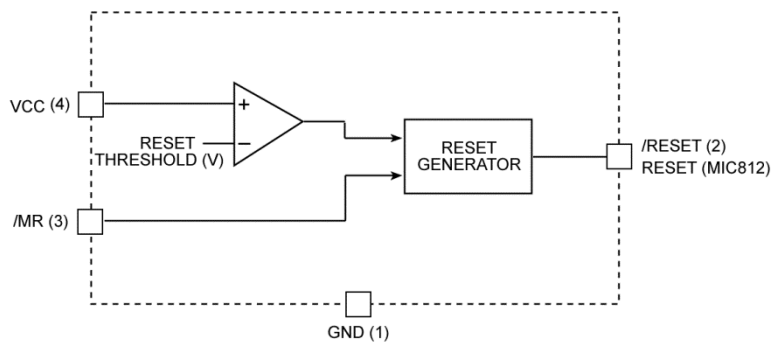 VCC (4)
+
RESET
THRESHOLD (V)
–
RESET
GENERATOR
/RESET (2)
RESET (MIC812)
/MR (3)
GND (1)